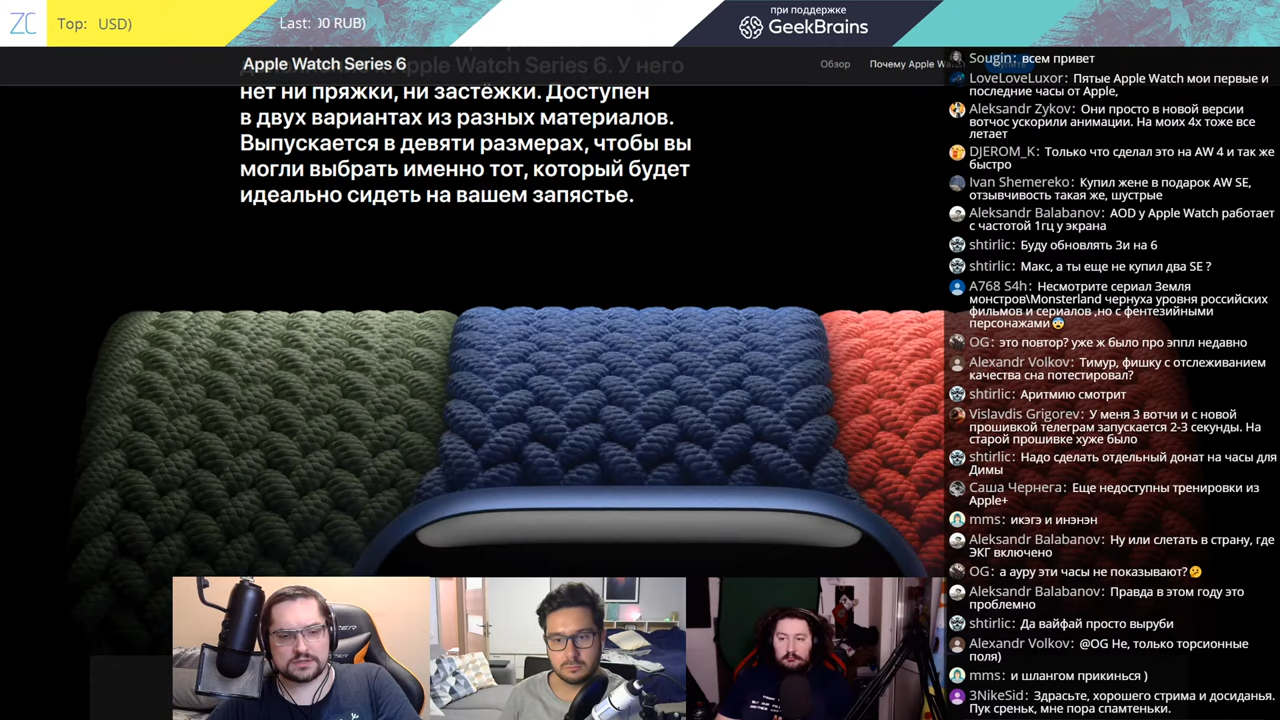 ZC
Top: USD)
Last: 00 RUB)
при поддержке
GeekBrains
Apple Watch Series 6
Обзор
Почему Apple Watch
Apple Watch Series 6. У него
нет ни пряжки, ни застёжки. Доступен
в двух вариантах из разных материалов.
Выпускается в девяти размерах, чтобы вы
могли выбрать именно тот, который будет
идеально сидеть на вашем запястье.
Sougin: всем привет
LoveLoveLuxor: Пятые Apple Watch мои первые и
последние часы от Apple,
Aleksandr Zykov: Они просто в новой версии
вотчос ускорили анимации. На моих 4х тоже все
летает
DJEROM_K: Только что сделал это на AW 4 и так же
быстро
Ivan Shemereko: Купил жене в подарок AW SE,
отзывчивость такая же, шустрые
Aleksandr Balabanov: AOD у Apple Watch работает
с частотой 1гц у экрана
shtirlic: Буду обновлять 3и на 6
shtirlic: Макс, а ты еще не купил два SE ?
A768 S4h: Несмотрите сериал Земля
монстров\Monsterland чернуха уровня российских
фильмов и сериалов ,но с фентезийными
персонажами😨
OG: это повтор? уже ж было про эппл недавно
Alexandr Volkov: Тимур, фишку с отслеживанием
качества сна потестировал?
shtirlic: Аритмию смотрит
Vislavdis Grigorev: У меня 3 вотчи и с новой
прошивкой телеграм запускается 2-3 секунды. На
старой прошивке хуже было
shtirlic: Надо сделать отдельный донат на часы для
Димы
Саша Чернега: Еще недоступны тренировки из
Apple+
mms: икэгэ и инэнэн
Aleksandr Balabanov: Ну или слетать в страну, где
ЭКГ включено
OG: а ауру эти часы не показывают?🤔
Aleksandr Balabanov: Правда в этом году это
проблемно
shtirlic: Да вайфай просто выруби
Alexandr Volkov: @OG Не, только торсионные
поля)
mms: и шлангом прикинься )
3NikeSid: Здрасьте, хорошего стрима и досиданья.
Пук среньк, мне пора спамтеньки.